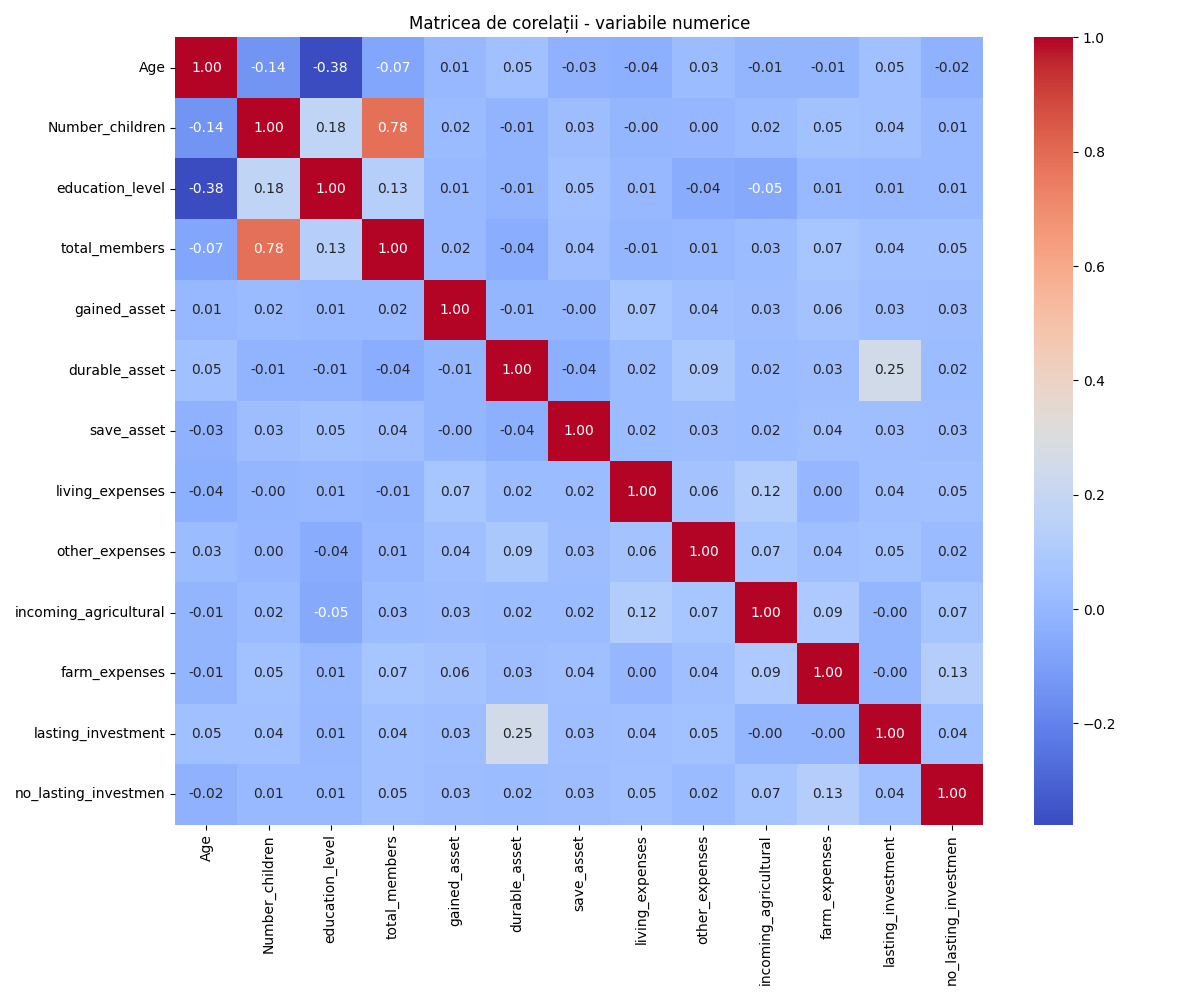 Matricea de corelații - variabile numerice
Age 1.00 -0.14 -0.38 -0.07 0.01 0.05 -0.03 -0.04 0.03 -0.01 -0.01 0.05 -0.02
Number_children -0.14 1.00 0.18 0.78 0.02 -0.01 0.03 -0.00 0.00 0.02 0.05 0.04 0.01
education_level -0.38 0.18 1.00 0.13 0.01 -0.01 0.05 0.01 -0.04 -0.05 0.01 0.01 0.01
total_members -0.07 0.78 0.13 1.00 0.02 -0.04 0.04 -0.01 0.01 0.03 0.07 0.04 0.05
gained_asset 0.01 0.02 0.01 0.02 1.00 -0.01 -0.00 0.07 0.04 0.03 0.06 0.03 0.03
durable_asset 0.05 -0.01 -0.01 -0.04 -0.01 1.00 -0.04 0.02 0.09 0.02 0.03 0.25 0.02
save_asset -0.03 0.03 0.05 0.04 -0.00 -0.04 1.00 0.02 0.03 0.02 0.04 0.03 0.03
living_expenses -0.04 -0.00 0.01 -0.01 0.07 0.02 0.02 1.00 0.06 0.12 0.00 0.04 0.05
other_expenses 0.03 0.00 -0.04 0.01 0.04 0.09 0.03 0.06 1.00 0.07 0.04 0.05 0.02
incoming_agricultural -0.01 0.02 -0.05 0.03 0.03 0.02 0.02 0.12 0.07 1.00 0.09 -0.00 0.07
farm_expenses -0.01 0.05 0.01 0.07 0.06 0.03 0.04 0.00 0.04 0.09 1.00 -0.00 0.13
lasting_investment 0.05 0.04 0.01 0.04 0.03 0.25 0.03 0.04 0.05 -0.00 -0.00 1.00 0.04
no_lasting_investmen -0.02 0.01 0.01 0.05 0.03 0.02 0.03 0.05 0.02 0.07 0.13 0.04 1.00
Age
Number_children
education_level
total_members
gained_asset
durable_asset
save_asset
living_expenses
other_expenses
incoming_agricultural
farm_expenses
lasting_investment
no_lasting_investmen
1.0
0.8
0.6
0.4
0.2
0.0
−0.2